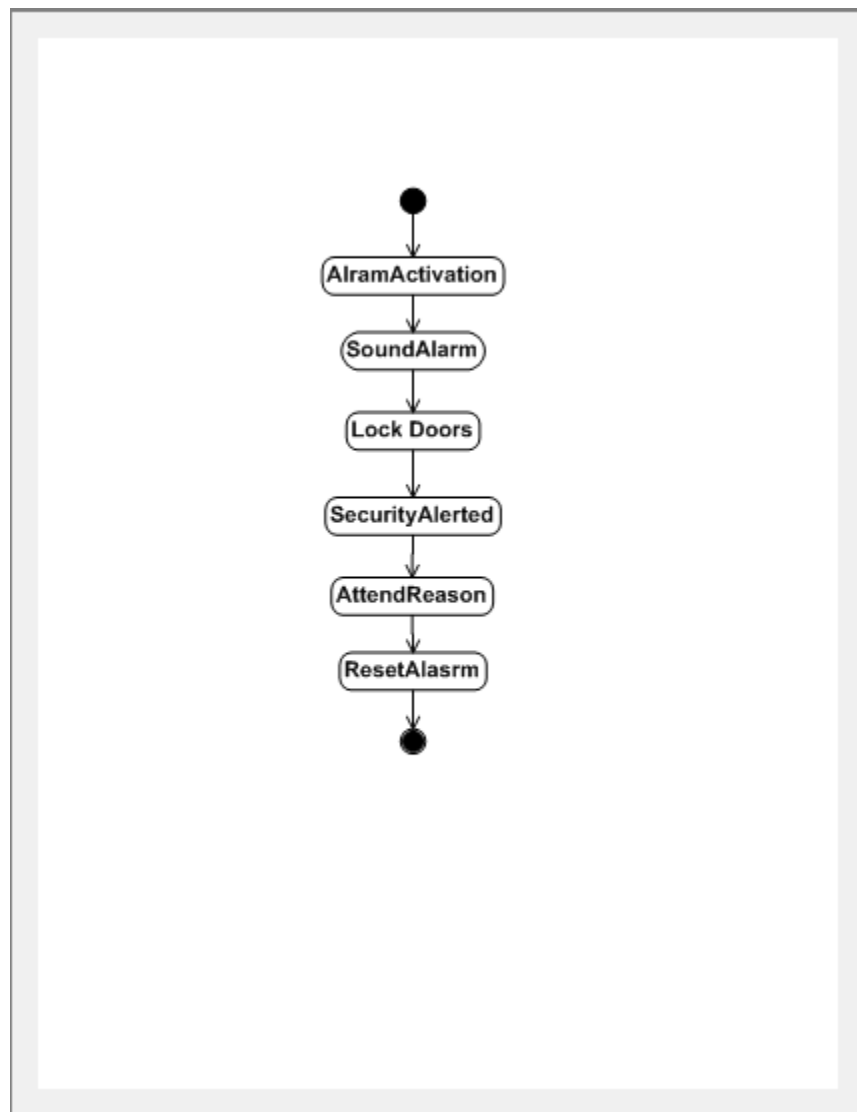 AlramActivation
SoundAlarm
Lock Doors
SecurityAlerted
AttendReason
ResetAlasrm